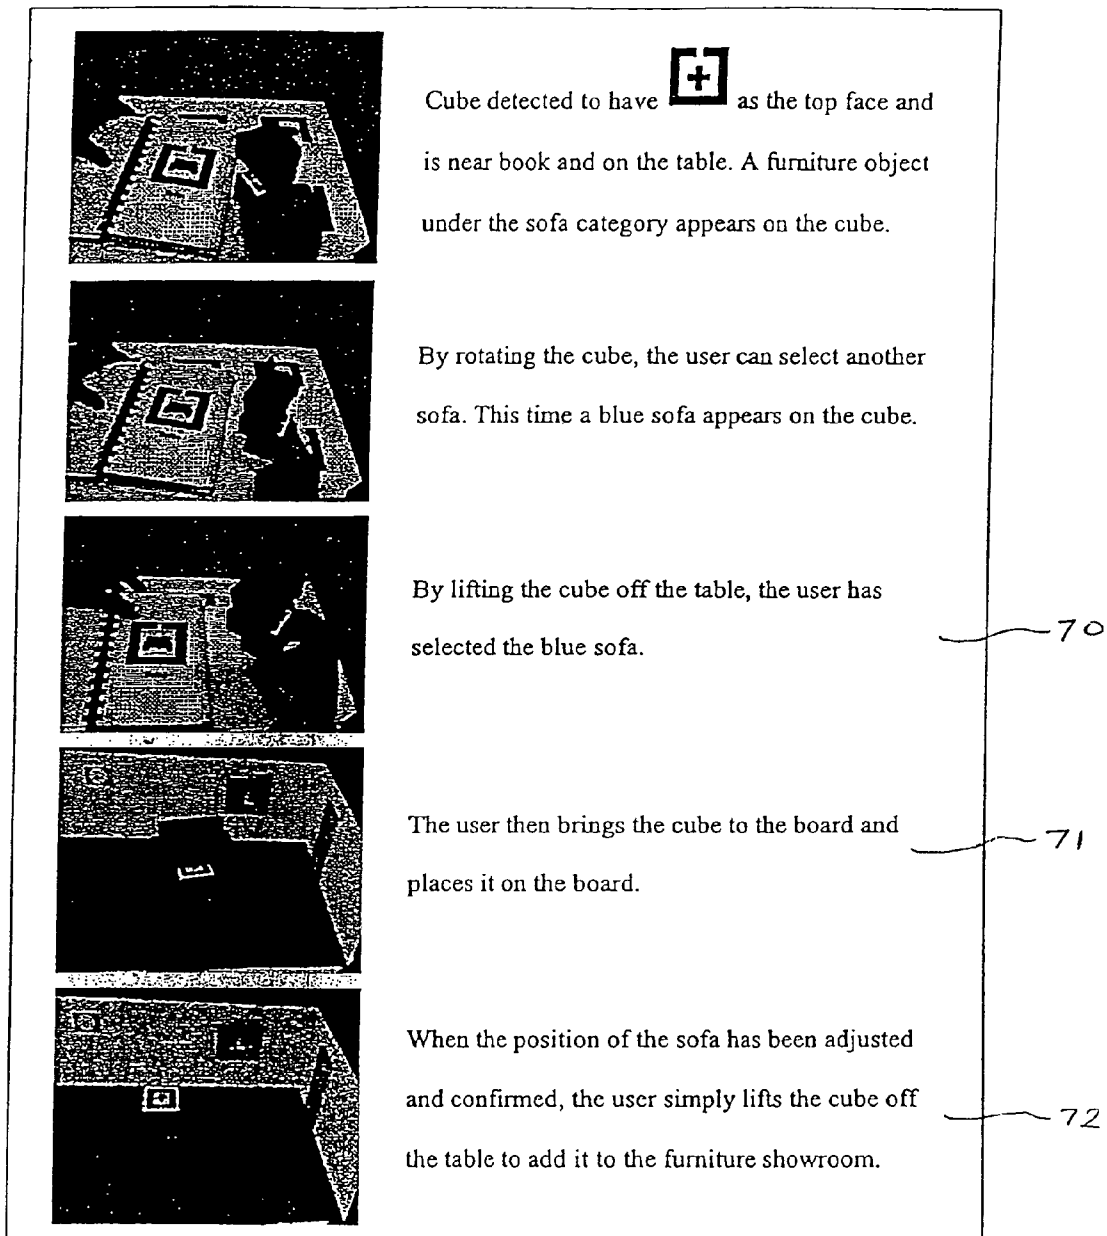 Cube detected to have + as the top face and
is near book and on the table. A furniture object
under the sofa category appears on the cube.
By rotating the cube, the user can select another
sofa. This time a blue sofa appears on the cube.
By lifting the cube off the table, the user has
selected the blue sofa.
70
The user then brings the cube to the board and
places it on the board.
71
When the position of the sofa has been adjusted
and confirmed, the user simply lifts the cube off
the table to add it to the furniture showroom.
72